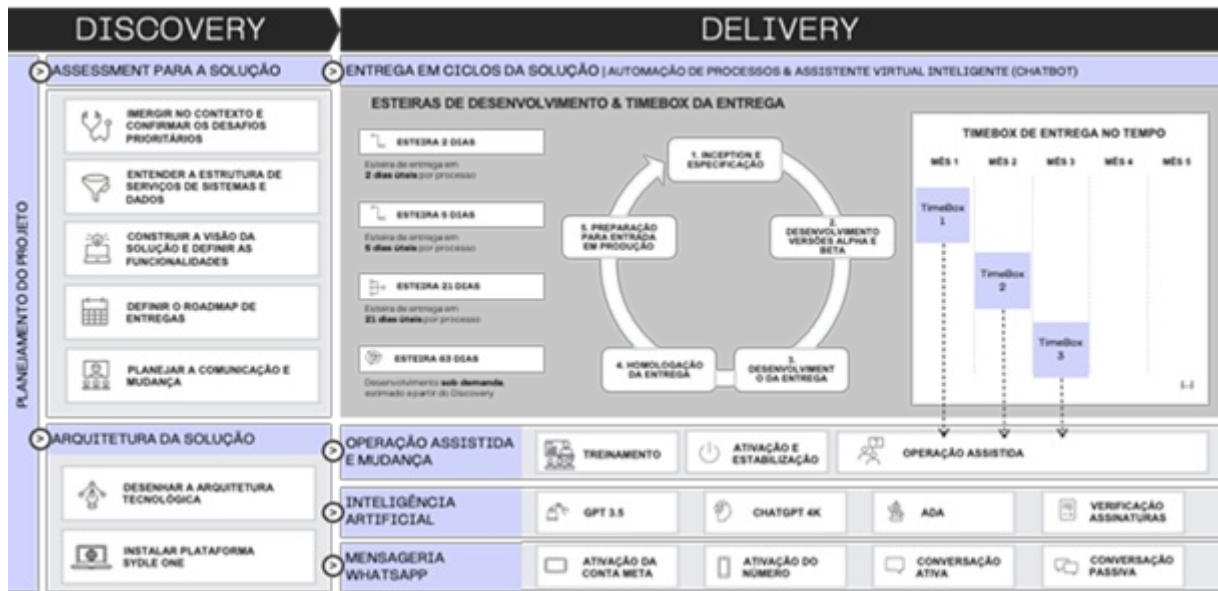 DISCOVERY
DELIVERY
PLANEJAMENTO DO PROJETO
ASSESSMENT PARA A SOLUÇÃO
IMERGIR NO CONTEXTO E
CONFIRMAR OS DESAFIOS
PRIORITÁRIOS
ENTENDER A ESTRUTURA DE
SERVIÇOS DE SISTEMAS E
DADOS
CONSTRUIR A VISÃO DA
SOLUÇÃO E DEFINIR AS
FUNCIONALIDADES
DEFINIR O ROADMAP DE
ENTREGAS
PLANEJAR A COMUNICAÇÃO E
MUDANÇA
ARQUITETURA DA SOLUÇÃO
DESENHAR A ARQUITETURA
TECNOLÓGICA
INSTALAR PLATAFORMA
SYDLE ONE
ENTREGA EM CICLOS DA SOLUÇÃO | AUTOMAÇÃO DE PROCESSOS & ASSISTENTE VIRTUAL INTELIGENTE (CHATBOT)
ESTEIRAS DE DESENVOLVIMENTO & TIMEBOX DA ENTREGA
ESTEIRA 2 DIAS
Esteira de entrega em
2 dias úteis por processo
ESTEIRA 5 DIAS
Esteira de entrega em
5 dias úteis por processo
ESTEIRA 21 DIAS
Esteira de entrega em
21 dias úteis por processo
ESTEIRA 63 DIAS
Desenvolvimento sob demanda,
estimado a partir do Discovery
1. INCEPTION E
ESPECIFICAÇÃO
2.
DESENVOLVIMENTO
VERSÕES ALPHA E
BETA
3.
DESENVOLVIMENT
O DA ENTREGA
4. HOMOLOGAÇÃO
DA ENTREGA
5. PREPARAÇÃO
PARA ENTRADA
EM PRODUÇÃO
TIMEBOX DE ENTREGA NO TEMPO
MÊS 1 MÊS 2 MÊS 3 MÊS 4 MÊS 5
TimeBox
1
TimeBox
2
TimeBox
3
[...]
OPERAÇÃO ASSISTIDA
E MUDANÇA
TREINAMENTO
ATIVAÇÃO E
ESTABILIZAÇÃO
OPERAÇÃO ASSISTIDA
INTELIGÊNCIA
ARTIFICIAL
GPT 3.5
CHATGPT 4K
ADA
VERIFICAÇÃO
ASSINATURAS
MENSAGERIA
WHATSAPP
ATIVAÇÃO DA
CONTA META
ATIVAÇÃO DO
NÚMERO
CONVERSAÇÃO
ATIVA
CONVERSAÇÃO
PASSIVA